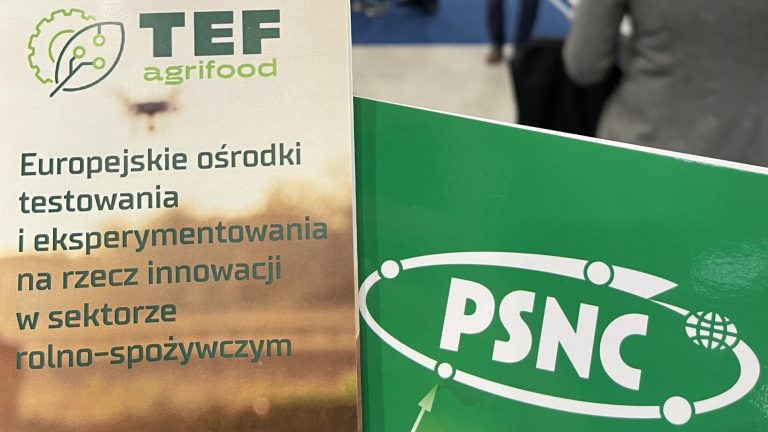 TEF
agrifood
Europejskie ośrodki
testowania
i eksperymentowania
na rzecz innowacji
w sektorze
rolno-spożywczym
PSNC